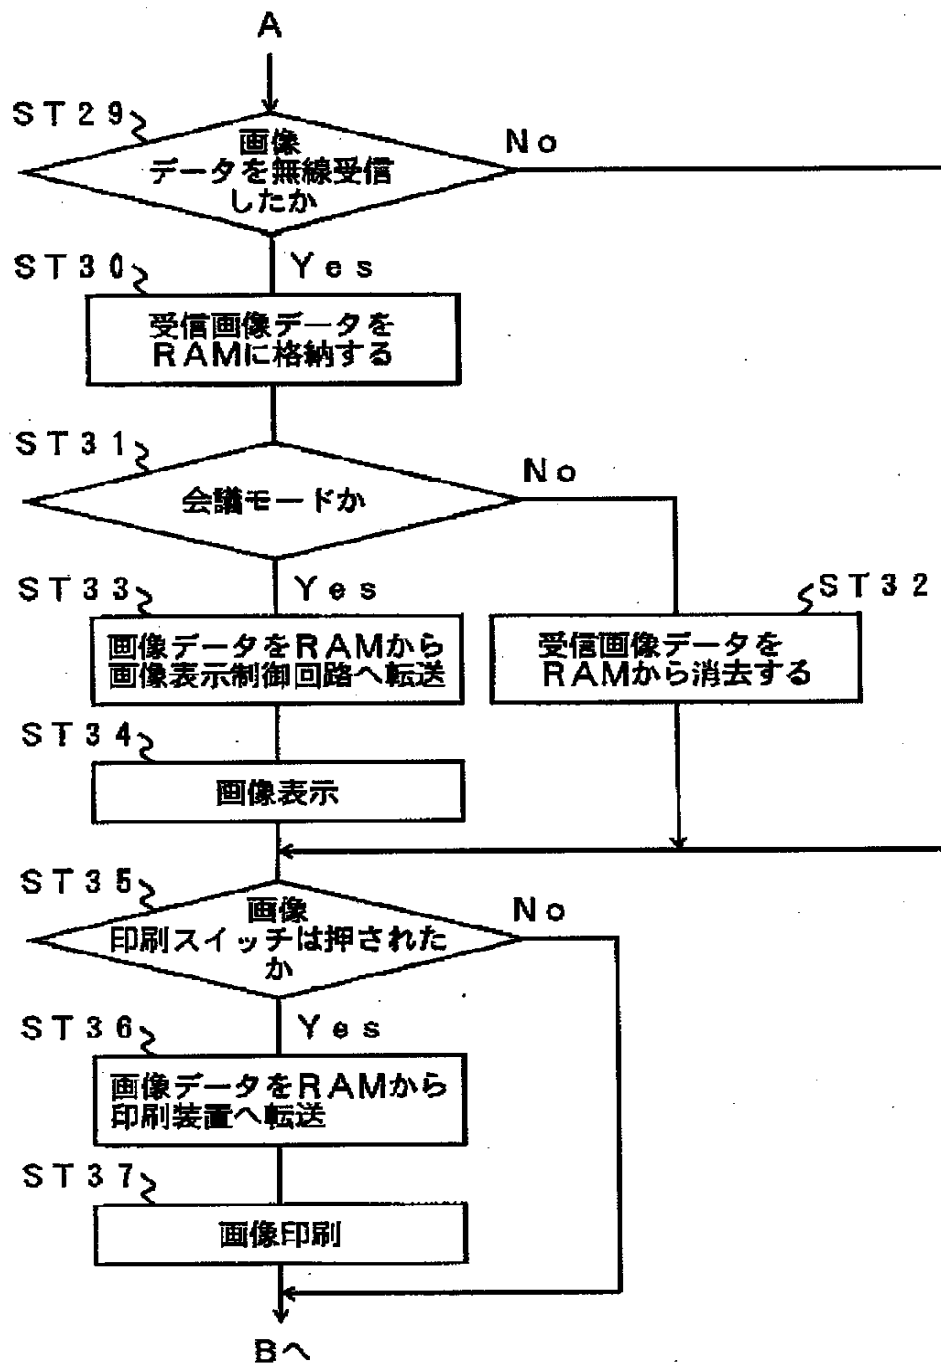 A
ST29
画像
データを無線受信
したか
No
Yes
ST30
受信画像データを
RAMに格納する
ST31
会議モードか
No
Yes
ST33
画像データをRAMから
画像表示制御回路へ転送
ST32
受信画像データを
RAMから消去する
ST34
画像表示
ST35
画像
印刷スイッチは押された
か
No
Yes
ST36
画像データをRAMから
印刷装置へ転送
ST37
画像印刷
Bへ